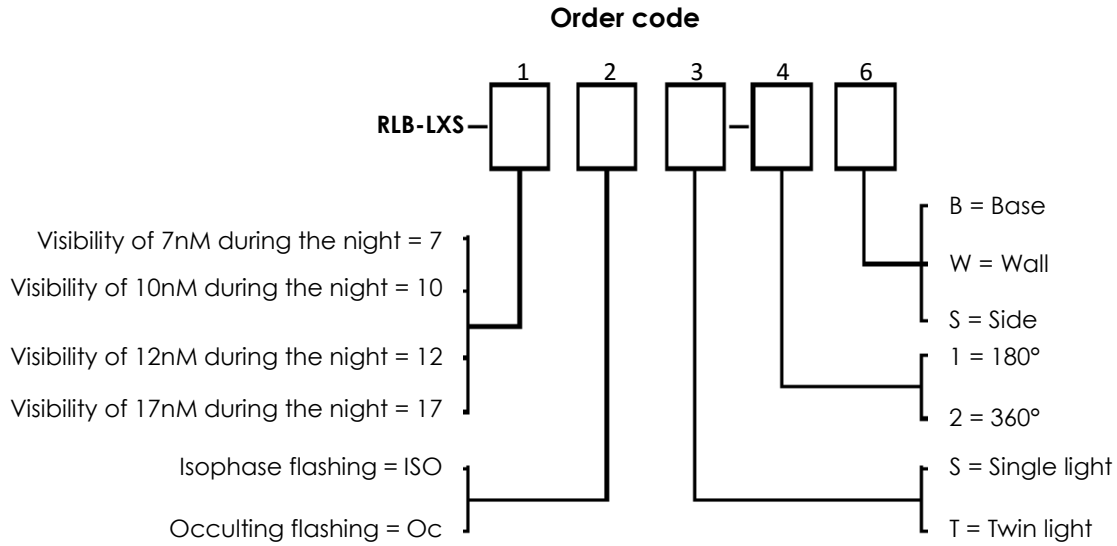 Order code
1 2 3 4 6
RLB-LXS
Visibility of 7nM during the night = 7
Visibility of 10nM during the night = 10
Visibility of 12nM during the night = 12
Visibility of 17nM during the night = 17
Isophase flashing = ISO
Occulting flashing = Oc
B = Base
W = Wall
S = Side
1 = 180°
2 = 360°
S = Single light
T = Twin light